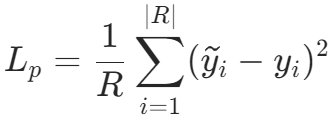 L_p = \frac{1}{R} \sum_{i=1}^{|R|} (\tilde{y}_i - y_i)^2